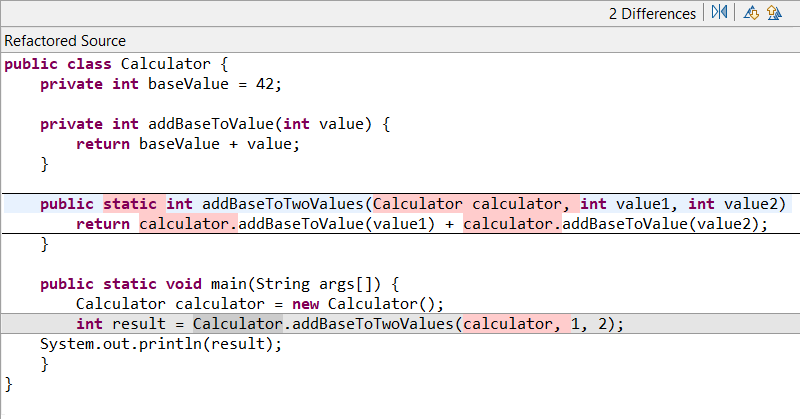 2 Differences
Refactored Source
public class Calculator {
    private int baseValue = 42;

    private int addBaseToValue(int value) {
        return baseValue + value;
    }

    public static int addBaseToTwoValues(Calculator calculator, int value1, int value2)
        return calculator.addBaseToValue(value1) + calculator.addBaseToValue(value2);
    }

    public static void main(String args[]) {
        Calculator calculator = new Calculator();
        int result = Calculator.addBaseToTwoValues(calculator, 1, 2);
    System.out.println(result);
    }
}